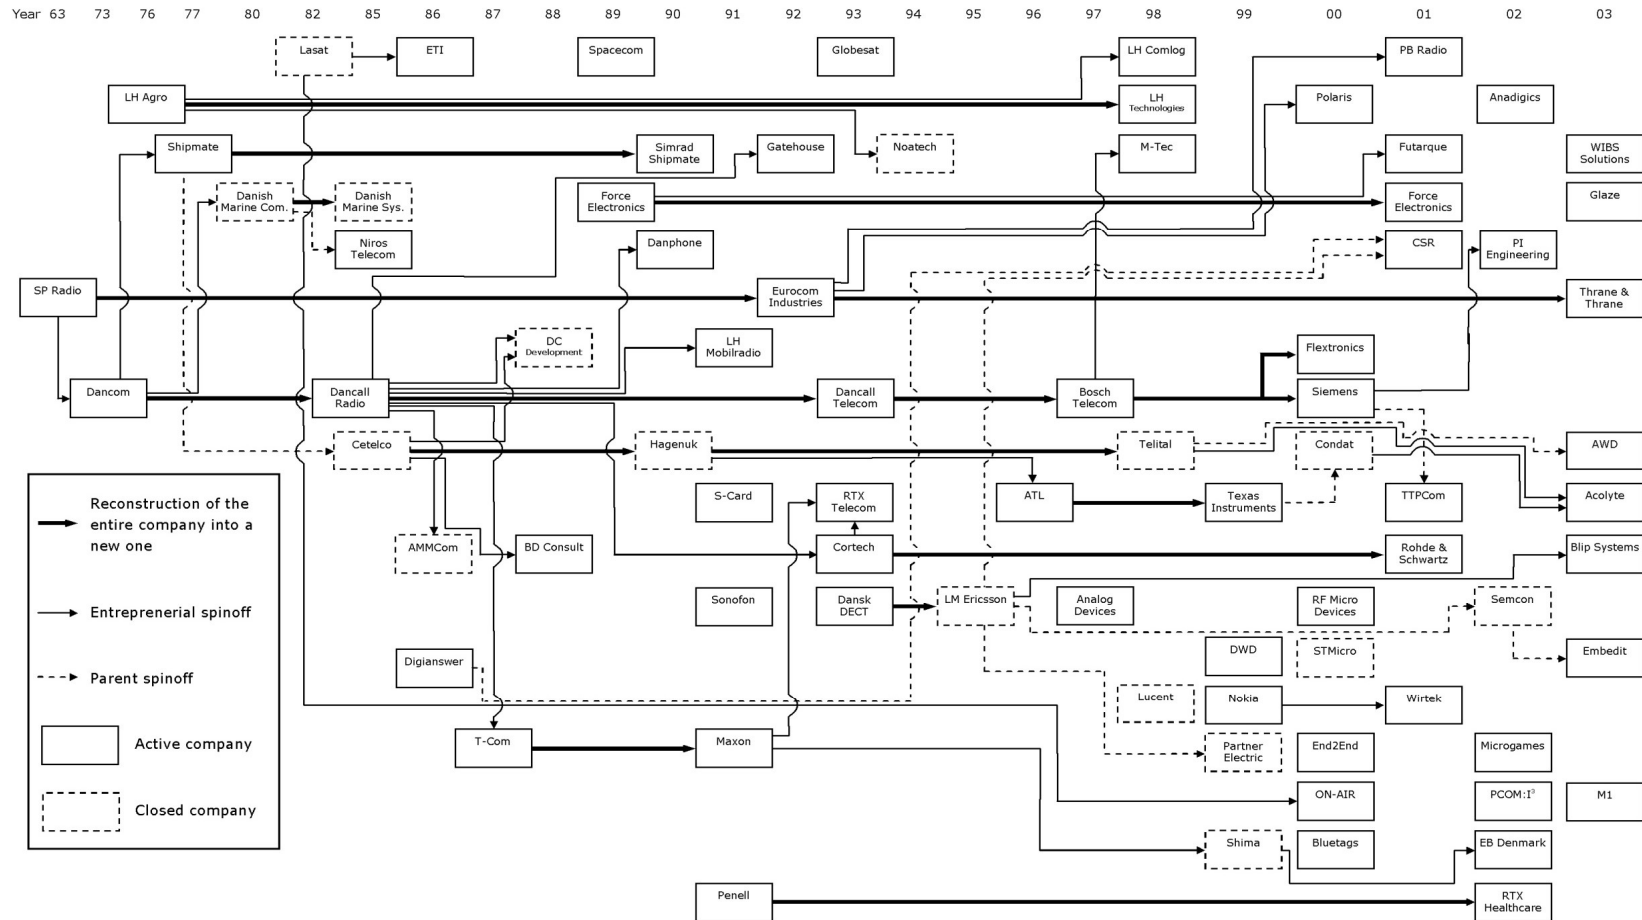 Year 63 73 76 77 80 82 85 86 87 89 90 91 92 93 94 95 96 97 98 99 00 01 02 03
Lasat
ETI
Spacecom
Globesat
LH Comlog
PB Radio
LH Agro
LH
Technologies
Polaris
Anadigics
Shipmate
Simrad
Shipmate
Gatehouse
Noatech
M-Tec
Futarque
WIBS
Solutions
Danish
Marine Com.
Danish
Marine Sys.
Force
Electronics
Force
Electronics
Glaze
Niros
Telecom
Danphone
CSR
PI
Engineering
SP Radio
Eurocom
Industries
Thrane &
Thrane
DC
Development
LH
Mobilradio
Flextronics
Dancom
Dancall
Radio
Dancall
Telecom
Bosch
Telecom
Siemens
Cetelco
Hagenuk
Telital
Condat
AWD
S-Card
RTX
Telecom
ATL
Texas
Instruments
TTPCom
Acolyte
AMMCom
BD Consult
Cortech
Rohde &
Schwartz
Blip Systems
Sonofon
Dansk
DECT
LM Ericsson
Analog
Devices
RF Micro
Devices
Semcon
Digianswer
DWD
STMicro
Embedit
Lucent
Nokia
Wirtek
T-Com
Maxon
Partner
Electric
End2End
Microgames
ON-AIR
PCOM:I³
M1
Shima
Bluetags
EB Denmark
Penell
RTX
Healthcare
Reconstruction of the
entire company into a
new one
Entreprenerial spinoff
Parent spinoff
Active company
Closed company